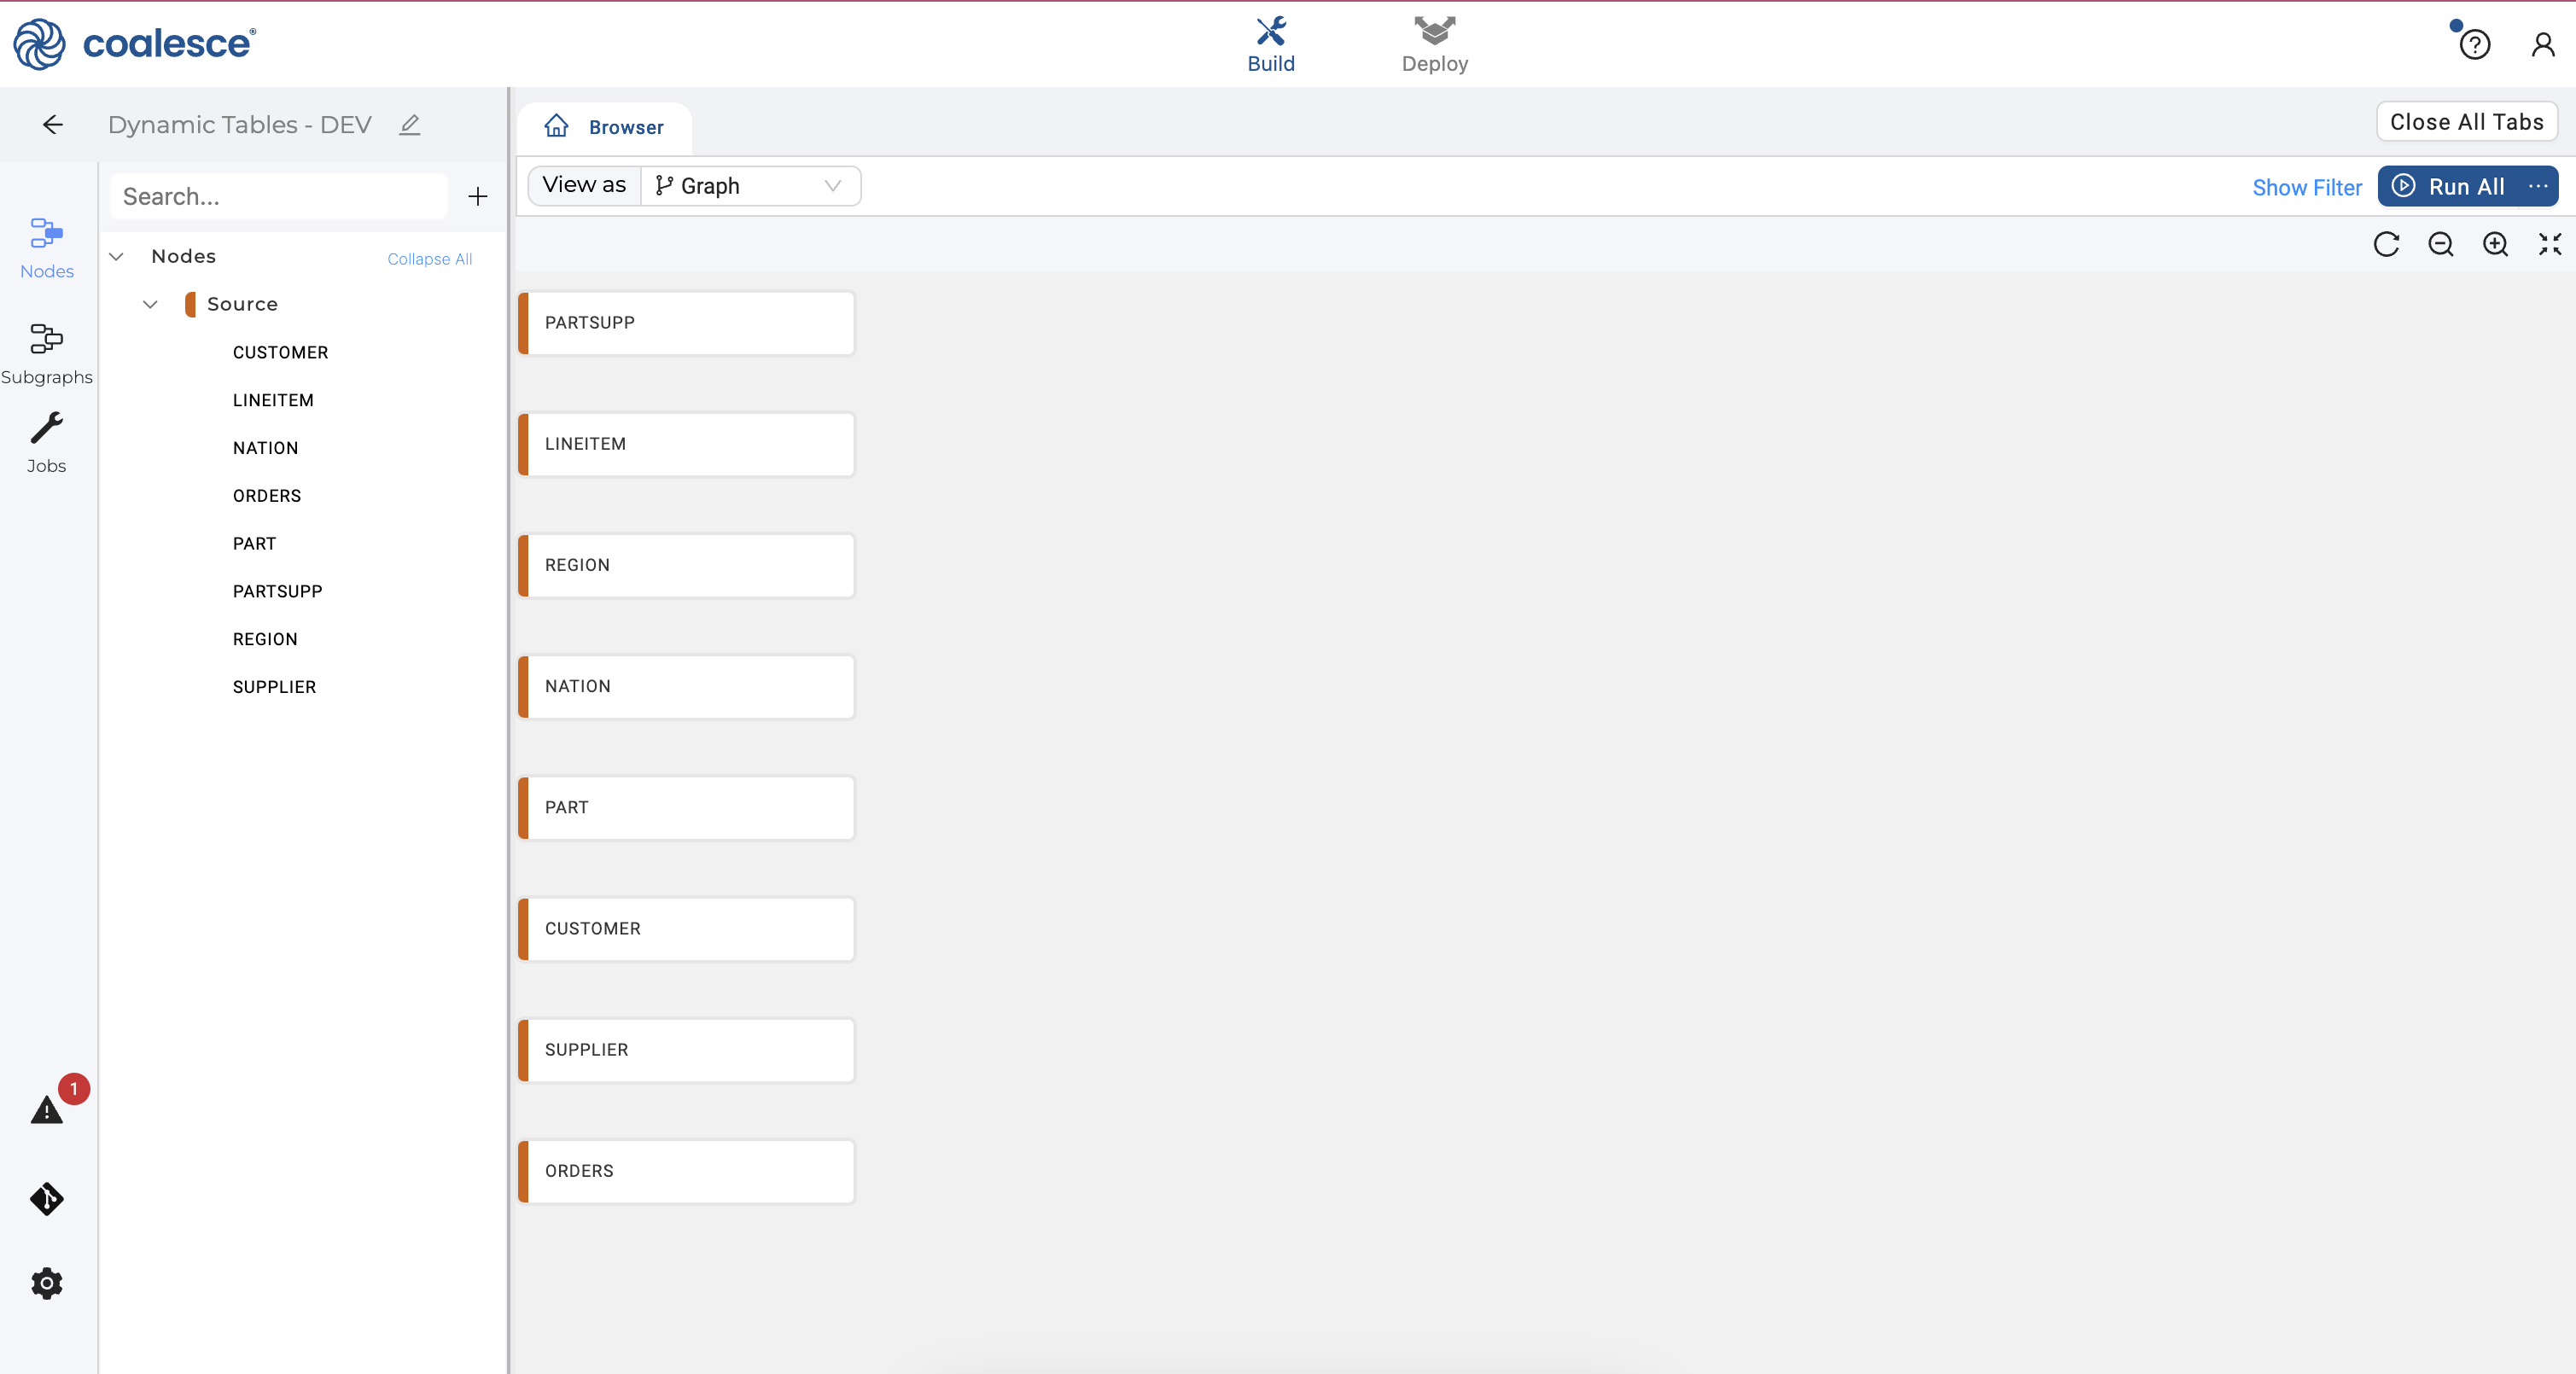 coalesce®
Build
Deploy
Dynamic Tables - DEV
Browser
Close All Tabs
Search...
View as
Graph
Show Filter
Run All
Nodes
Subgraphs
Jobs
1
Nodes
Collapse All
Source
CUSTOMER
LINEITEM
NATION
ORDERS
PART
PARTSUPP
REGION
SUPPLIER
PARTSUPP
LINEITEM
REGION
NATION
PART
CUSTOMER
SUPPLIER
ORDERS